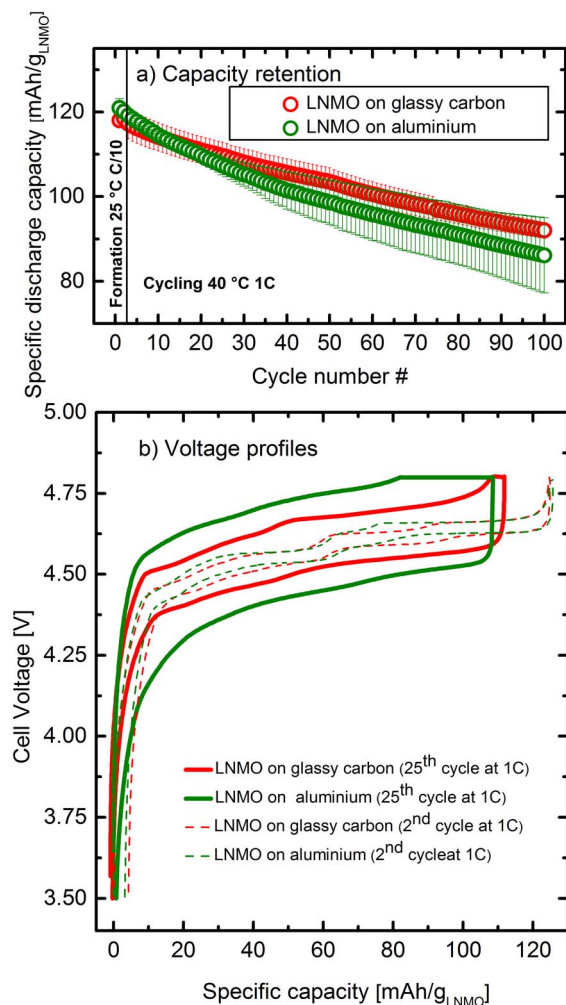 a) Capacity retention
LNMO on glassy carbon
LNMO on aluminium
Specific discharge capacity [mAh/gLNMO]
120
100
80
Formation 25 °C C/10
Cycling 40 °C 1C
0 10 20 30 40 50 60 70 80 90 100
Cycle number #
b) Voltage profiles
Cell Voltage [V]
5.00
4.75
4.50
4.25
4.00
3.75
3.50
LNMO on glassy carbon (25th cycle at 1C)
LNMO on aluminium (25th cycle at 1C)
LNMO on glassy carbon (2nd cycle at 1C)
LNMO on aluminium (2nd cycleat 1C)
0 20 40 60 80 100 120
Specific capacity [mAh/gLNMO]